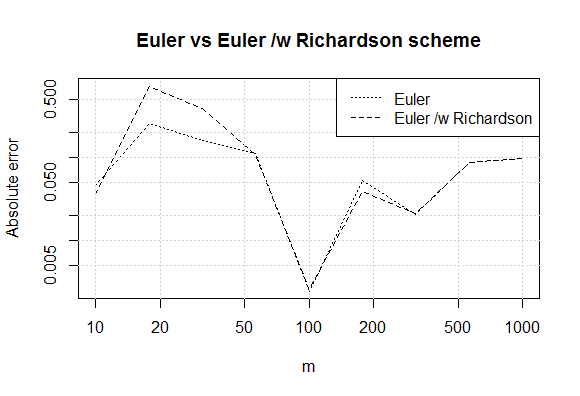 Euler vs Euler /w Richardson scheme
Absolute error
0.500
0.050
0.005
Euler
Euler /w Richardson
10 20 50 100 200 500 1000
m